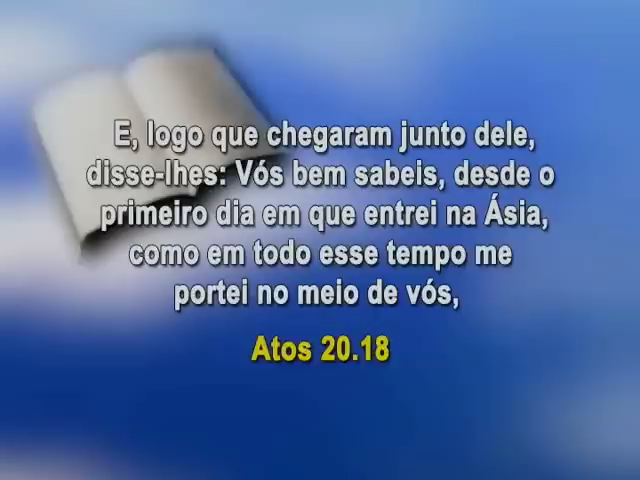 E, logo que chegaram junto dele,
disse-lhes: Vós bem sabeis, desde o
primeiro dia em que entrei na Ásia,
como em todo esse tempo me
portei no meio de vós,
Atos 20.18